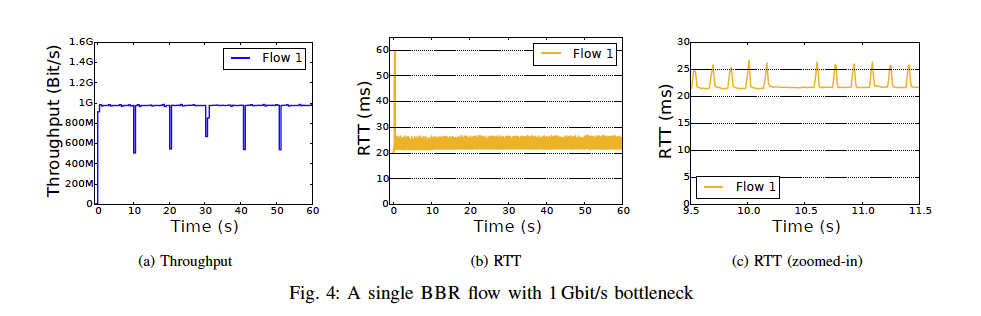 Throughput (Bit/s)
1.6G
1.4G
1.2G
1G
800M
600M
400M
200M
0
0 10 20 30 40 50 60
Time (s)
Flow 1
(a) Throughput
RTT (ms)
60
50
40
30
20
10
0
0 10 20 30 40 50 60
Time (s)
Flow 1
(b) RTT
RTT (ms)
30
25
20
15
10
5
0
9.5 10.0 10.5 11.0 11.5
Time (s)
Flow 1
(c) RTT (zoomed-in)
Fig. 4: A single BBR flow with 1 Gbit/s bottleneck